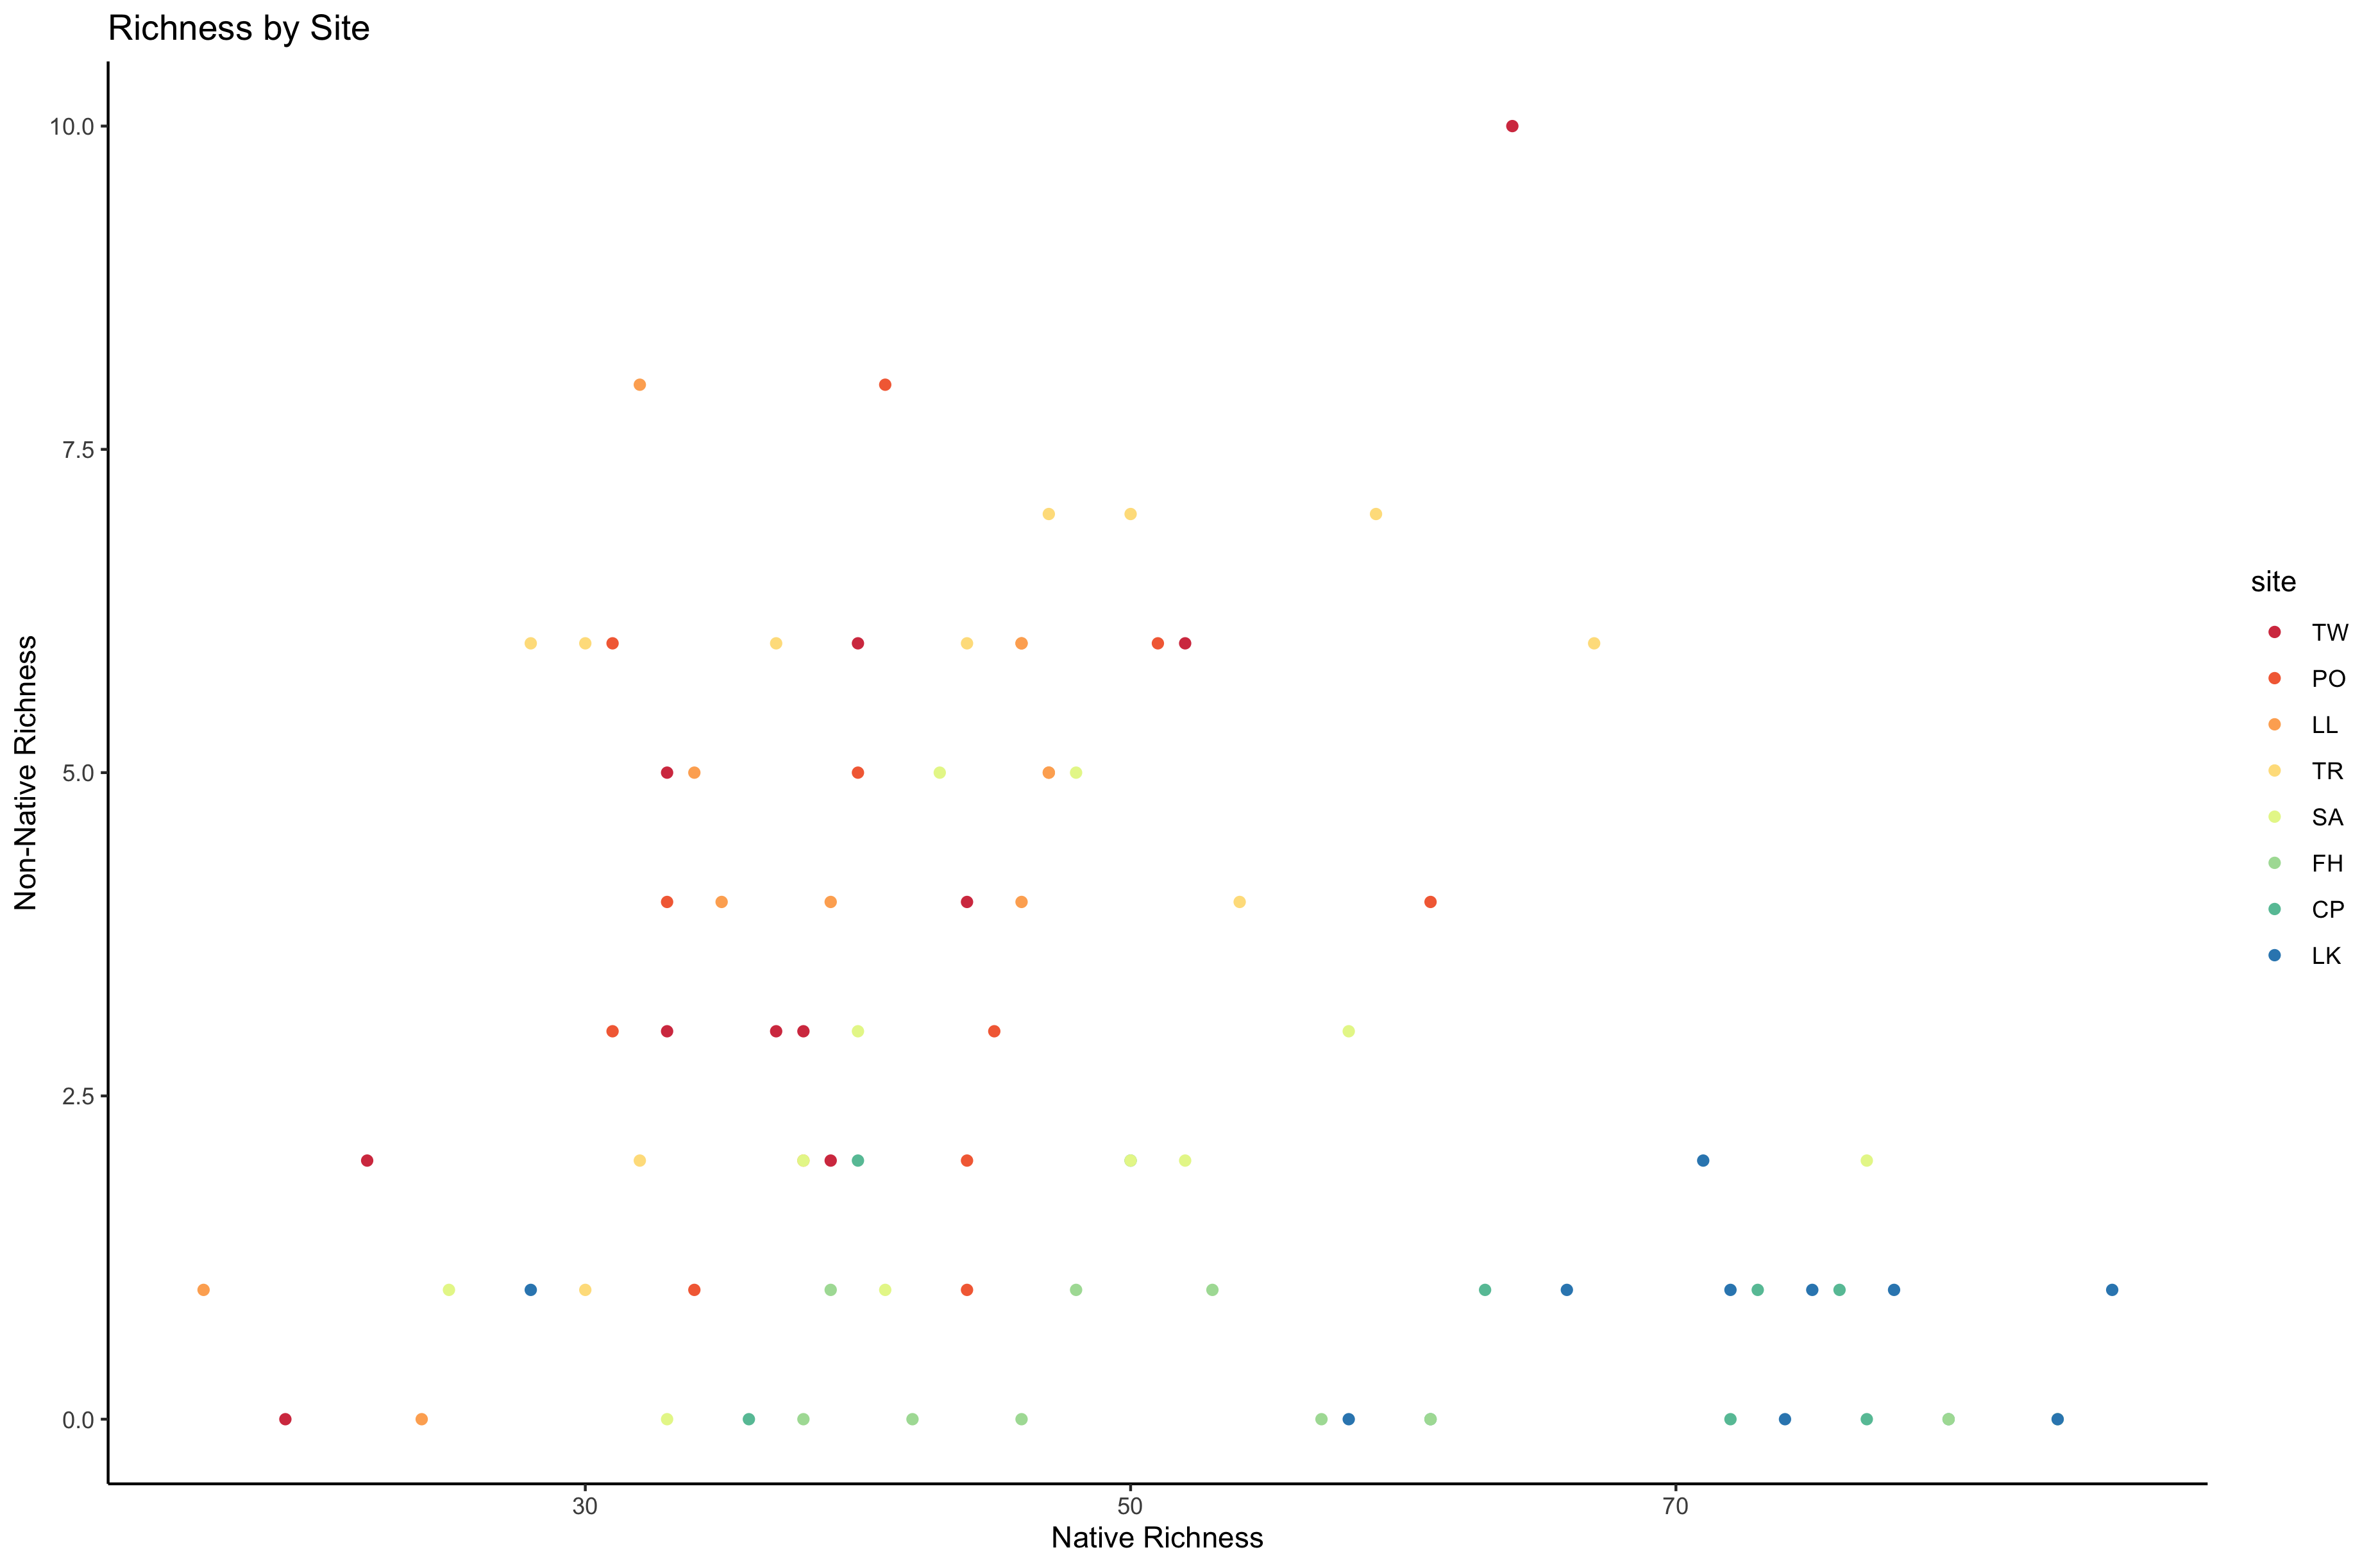 Richness by Site
10.0
7.5
5.0
2.5
0.0
Non-Native Richness
30 50 70
Native Richness
site
TW
PO
LL
TR
SA
FH
CP
LK